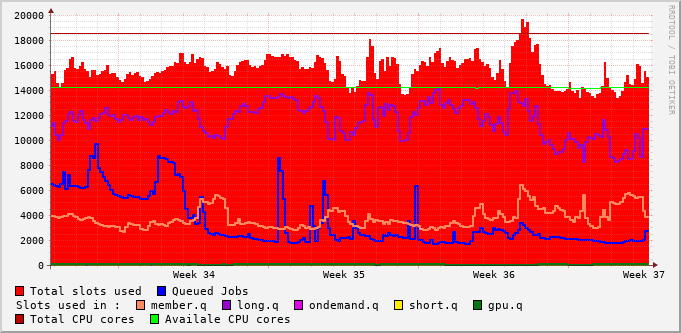 20000
18000
16000
14000
12000
10000
8000
6000
4000
2000
0
Week 34 Week 35 Week 36 Week 37
Total slots used Queued Jobs
Slots used in : member.q long.q ondemand.q short.q gpu.q
Total CPU cores Availale CPU cores
RRDTOOL / TOBI OETIKER